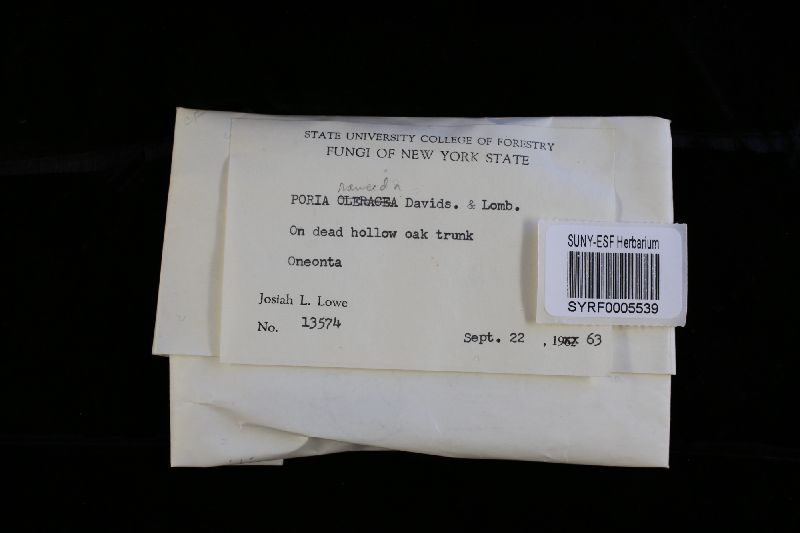 STATE UNIVERSITY COLLEGE OF FORESTRY
FUNGI OF NEW YORK STATE
PORIA OLERACEA Davids. & Lomb.
On dead hollow oak trunk
Oneonta
Josiah L. Lowe
No. 13574
Sept. 22 , 1962 63
SUNY-ESF Herbarium
SYRF0005539